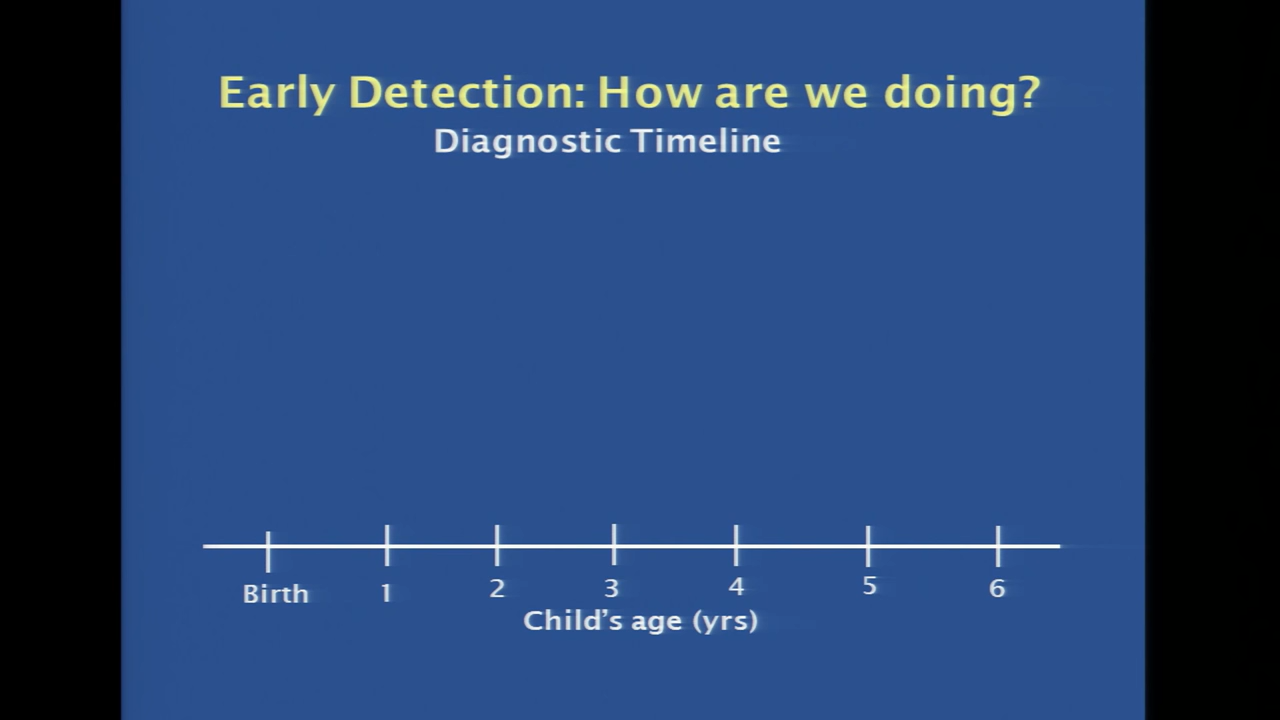 Early Detection: How are we doing?
Diagnostic Timeline
Birth 1 2 3 4 5 6
Child's age (yrs)